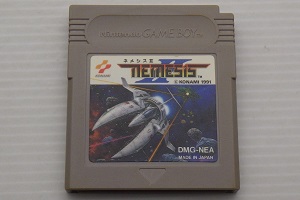 Nintendo GAME BOY
ネメシスII
NEMESIS II
TM
KONAMI
© KONAMI 1991
DMG-NEA
MADE IN JAPAN